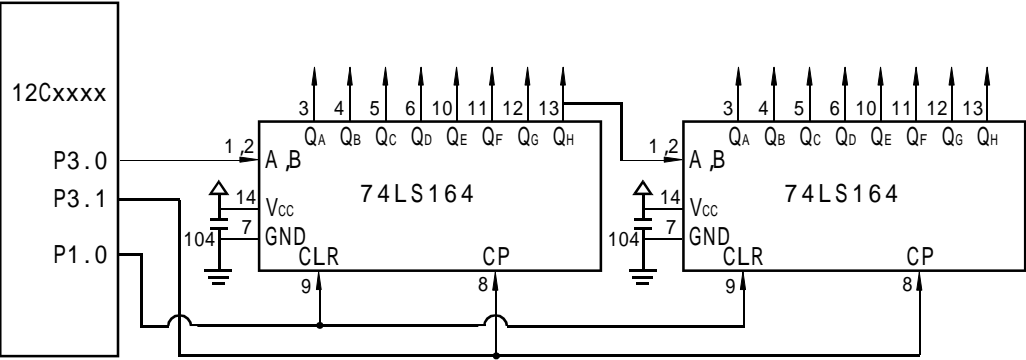 12Cxxxx
P3.0
P3.1
P1.0
3 4 5 6 10 11 12 13
QA QB QC QD QE QF QG QH
1,2
A,B
74LS164
14
Vcc
7
GND
104
CLR
CP
9
8
3 4 5 6 10 11 12 13
QA QB QC QD QE QF QG QH
1,2
A,B
74LS164
14
Vcc
7
GND
104
CLR
CP
9
8